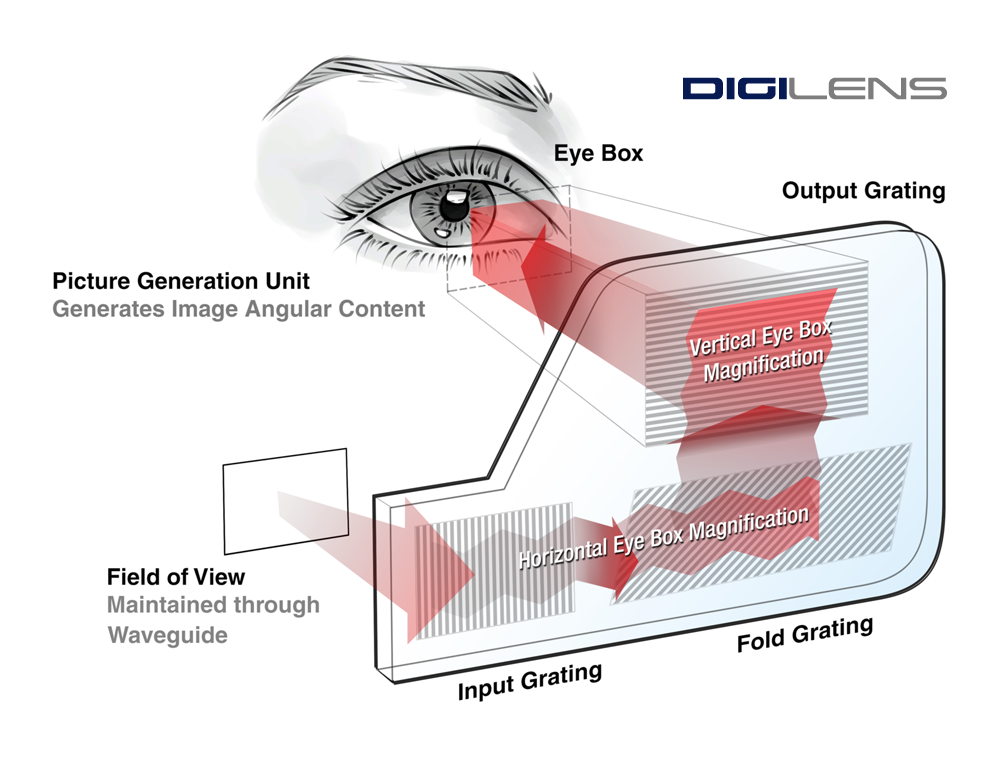 DIGILENS
Eye Box
Output Grating
Picture Generation Unit
Generates Image Angular Content
Vertical Eye Box
Magnification
Horizontal Eye Box Magnification
Field of View
Maintained through
Waveguide
Fold Grating
Input Grating